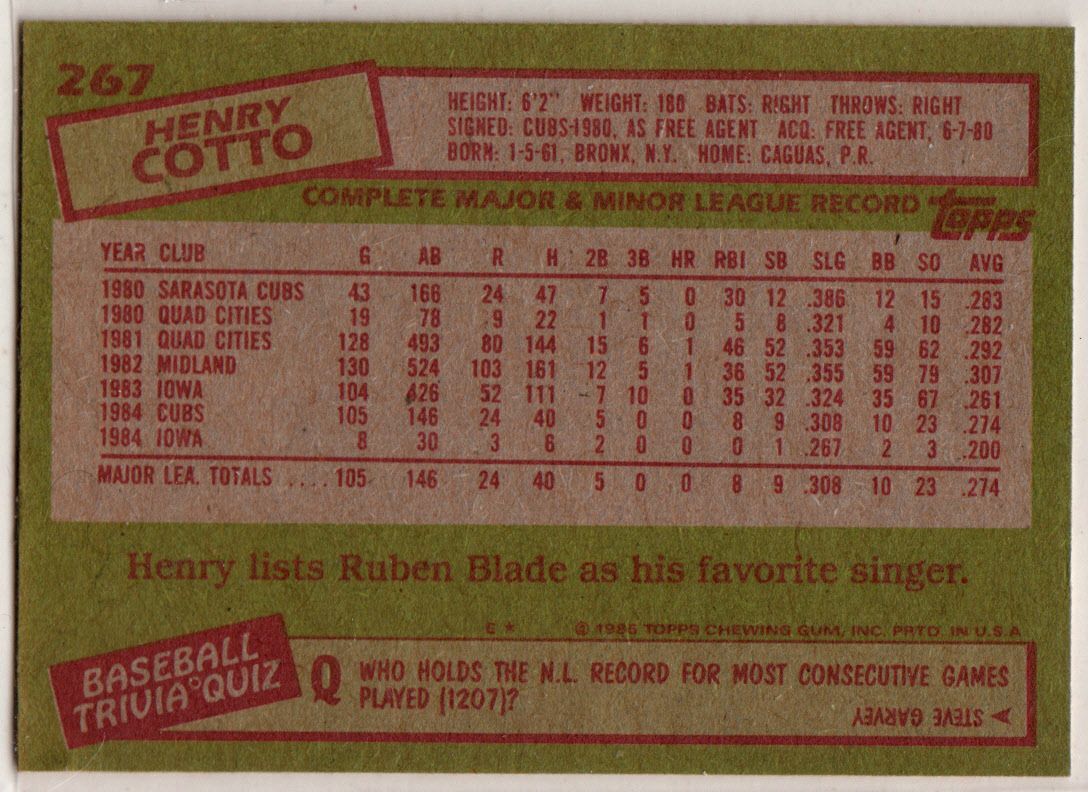 267
HENRY
COTTO
HEIGHT: 6'2" WEIGHT: 180 BATS: RIGHT THROWS: RIGHT
SIGNED: CUBS-1980, AS FREE AGENT ACQ: FREE AGENT, 6-7-80
BORN: 1-5-61, BRONX, N.Y. HOME: CAGUAS, P.R.
COMPLETE MAJOR & MINOR LEAGUE RECORD topps
YEAR CLUB G AB R H 2B 3B HR RBI SB SLG BB SO AVG
1980 SARASOTA CUBS 43 166 24 47 7 5 0 30 12 .386 12 15 .283
1980 QUAD CITIES 19 78 9 22 1 1 0 5 8 .321 4 10 .282
1981 QUAD CITIES 128 493 80 144 15 6 1 46 52 .353 59 62 .292
1982 MIDLAND 130 524 103 161 12 5 1 36 52 .355 59 79 .307
1983 IOWA 104 426 52 111 7 10 0 35 32 .324 35 67 .261
1984 CUBS 105 146 24 40 5 0 0 8 9 .308 10 23 .274
1984 IOWA 8 30 3 6 2 0 0 0 1 .267 2 3 .200
MAJOR LEA. TOTALS ....105 146 24 40 5 0 0 8 9 .308 10 23 .274
Henry lists Ruben Blade as his favorite singer.
E * © 1985 TOPPS CHEWING GUM, INC. PRTD. IN U.S.A.
BASEBALL
TRIVIA QUIZ
Q WHO HOLDS THE N.L. RECORD FOR MOST CONSECUTIVE GAMES
PLAYED (1207)?
STEVE GARVEY